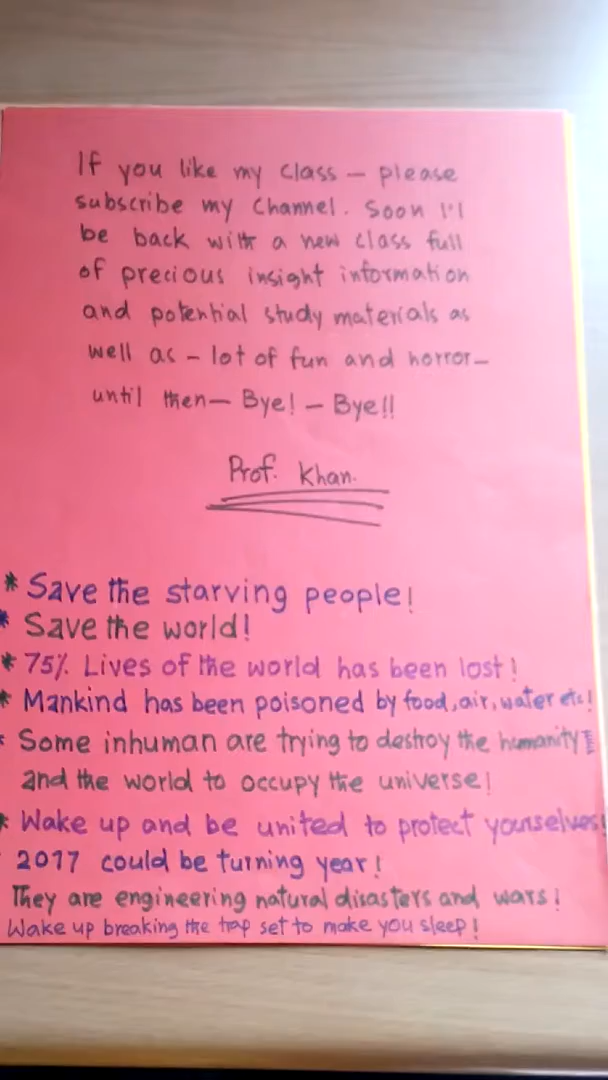 If you like my class – please
subscribe my channel. Soon I'll
be back with a new class full
of precious insight information
and potential study materials as
well as – lot of fun and horror –
until then – Bye! – Bye!!
Prof. Khan.
* Save the starving people!
* Save the world!
* 75% Lives of the world has been lost!
* Mankind has been poisoned by food, air, water etc!
* Some inhuman are trying to destroy the humanity
and the world to occupy the universe!
* Wake up and be united to protect yourselves!
2017 could be turning year!
They are engineering natural disasters and wars!
Wake up breaking the trap set to make you sleep!